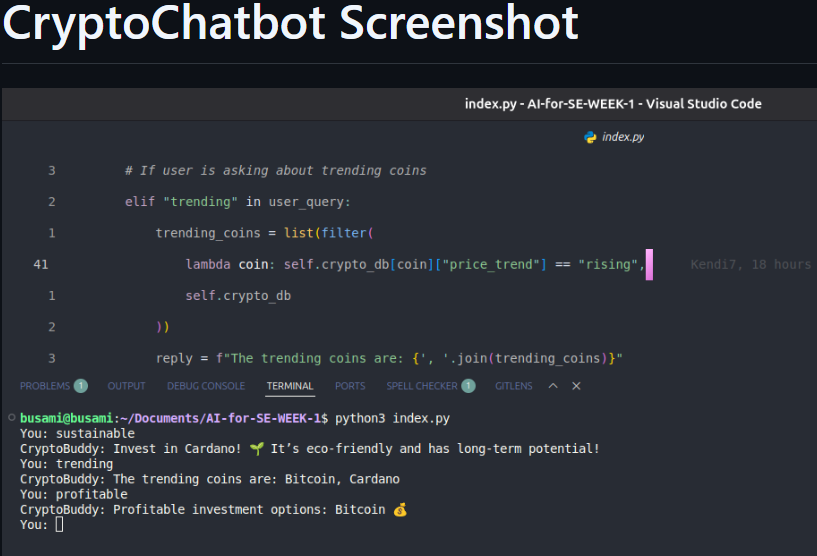 CryptoChatbot Screenshot
index.py - AI-for-SE-WEEK-1 - Visual Studio Code
index.py
3 # If user is asking about trending coins
2 elif "trending" in user_query:
1 trending_coins = list(filter(
41 lambda coin: self.crypto_db[coin]["price_trend"] == "rising", Kendi7, 18 hours
1 self.crypto_db
2 ))
3 reply = f"The trending coins are: {', '.join(trending_coins)}"
PROBLEMS 1 OUTPUT DEBUG CONSOLE TERMINAL PORTS SPELL CHECKER 1 GITLENS
busami@busami:~/Documents/AI-for-SE-WEEK-1$ python3 index.py
You: sustainable
CryptoBuddy: Invest in Cardano! 🌱 It’s eco-friendly and has long-term potential!
You: trending
CryptoBuddy: The trending coins are: Bitcoin, Cardano
You: profitable
CryptoBuddy: Profitable investment options: Bitcoin 💰
You: